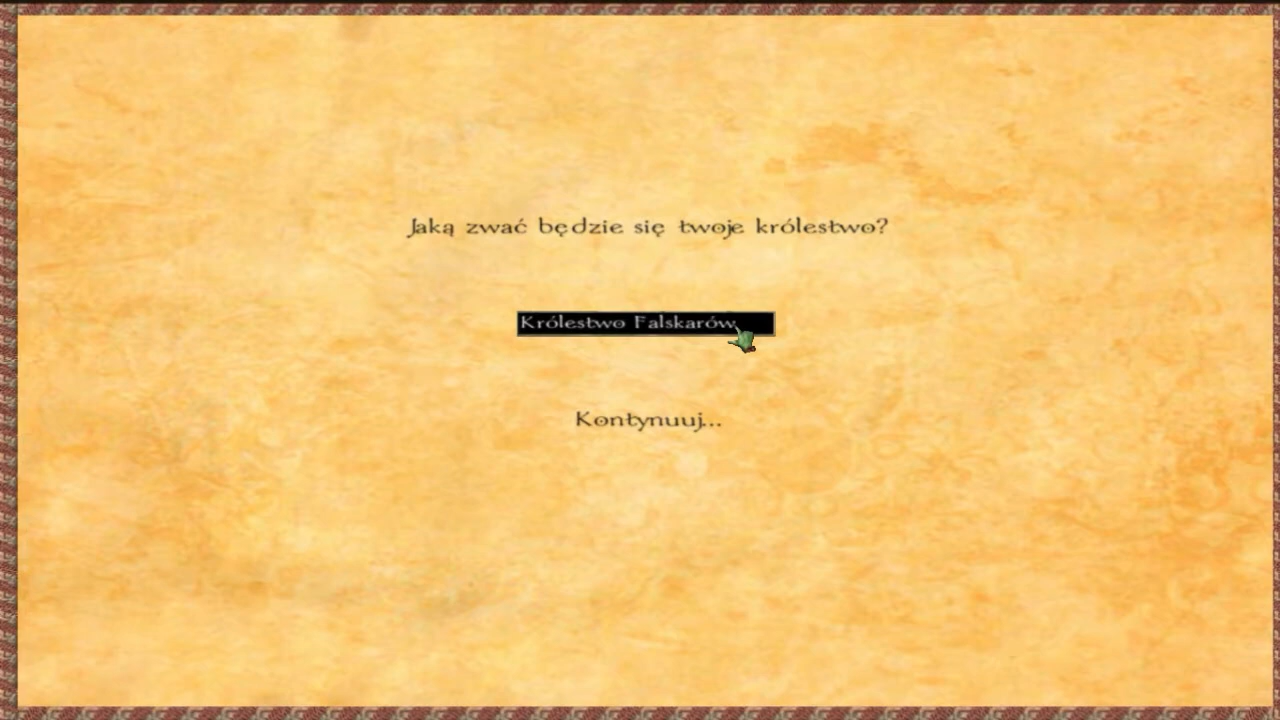 Jaką zwać będzie się twoje królestwo?
Królestwo Falskarów
Kontynuuj...